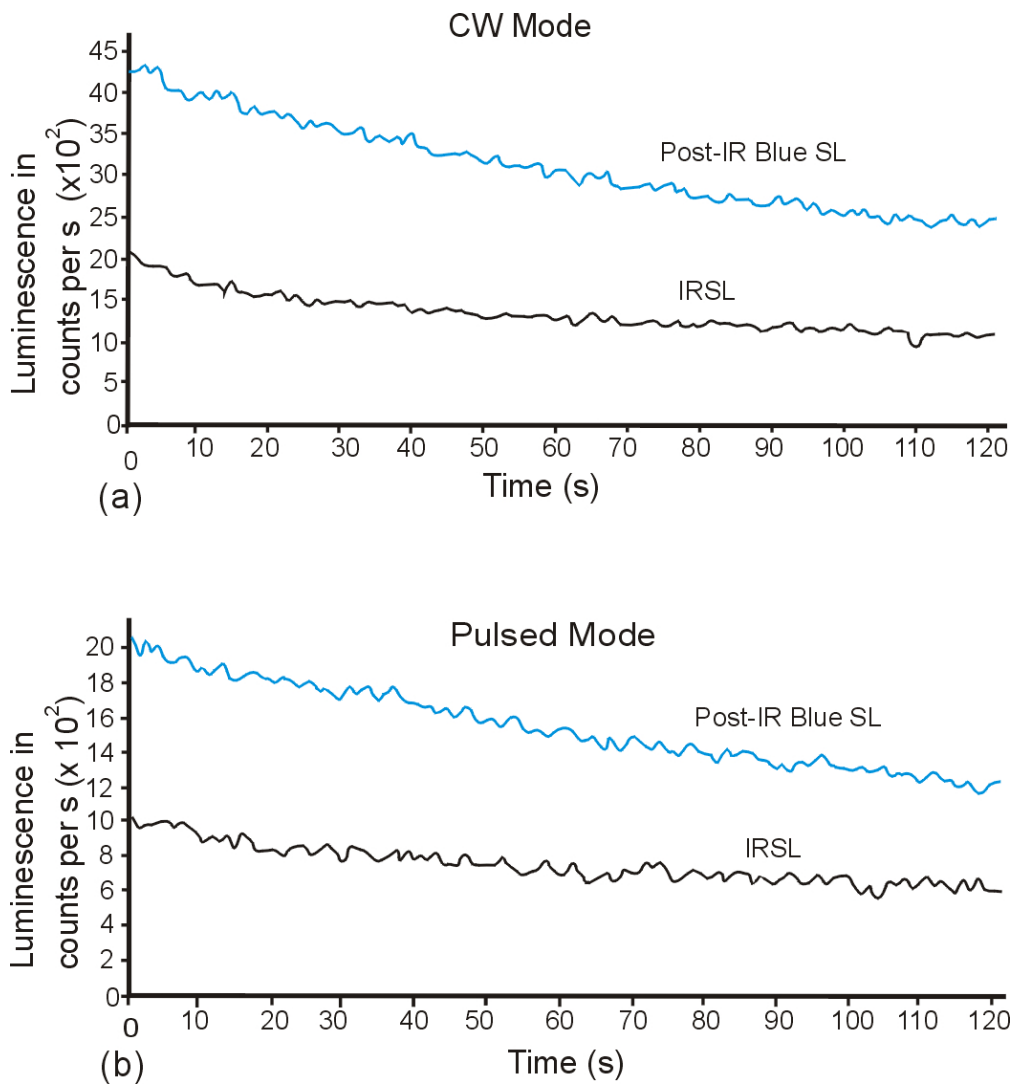 CW Mode
45
40
35
30
25
20
15
10
5
0
Luminescence in
counts per s (x10²)
Post-IR Blue SL
IRSL
0 10 20 30 40 50 60 70 80 90 100 110 120
Time (s)
(a)
Pulsed Mode
20
18
16
14
12
10
8
6
4
2
0
Luminescence in
counts per s (x 10²)
Post-IR Blue SL
IRSL
0 10 20 30 40 50 60 70 80 90 100 110 120
Time (s)
(b)